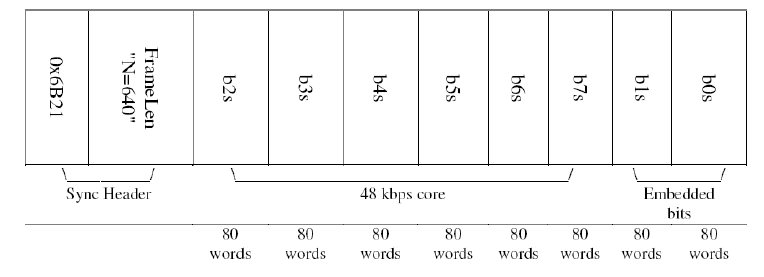 0x6B21
FrameLen
"N=640"
b2s
b3s
b4s
b5s
b6s
b7s
b1s
b0s
Sync Header
48 kbps core
Embedded
bits
80 80 80 80 80 80 80 80
words words words words words words words words